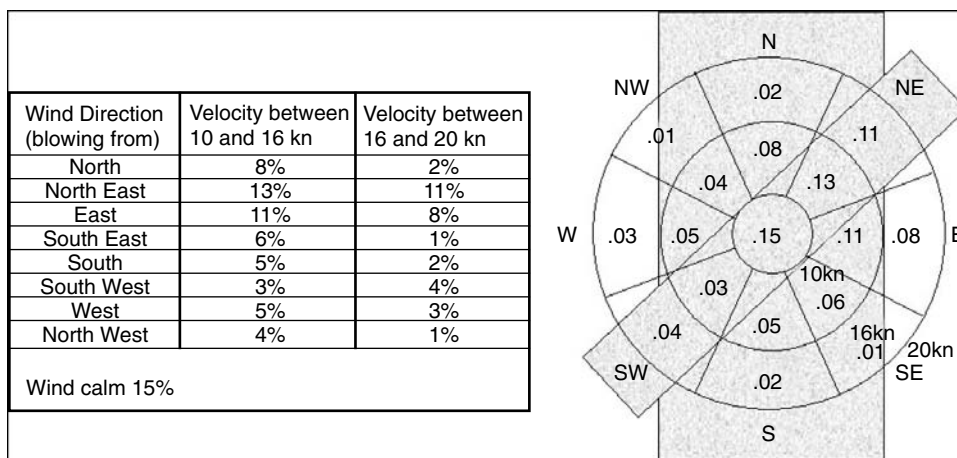 Wind Direction (blowing from) Velocity between 10 and 16 kn Velocity between 16 and 20 kn
North 8% 2%
North East 13% 11%
East 11% 8%
South East 6% 1%
South 5% 2%
South West 3% 4%
West 5% 3%
North West 4% 1%
Wind calm 15%
N
NW NE
.02
.01 .11
.08
.04 .13
W .03 .05 .15 .11 .08 E
10kn
.03 .06
.04 .05 16kn
.01 20kn
SW SE
.02
S